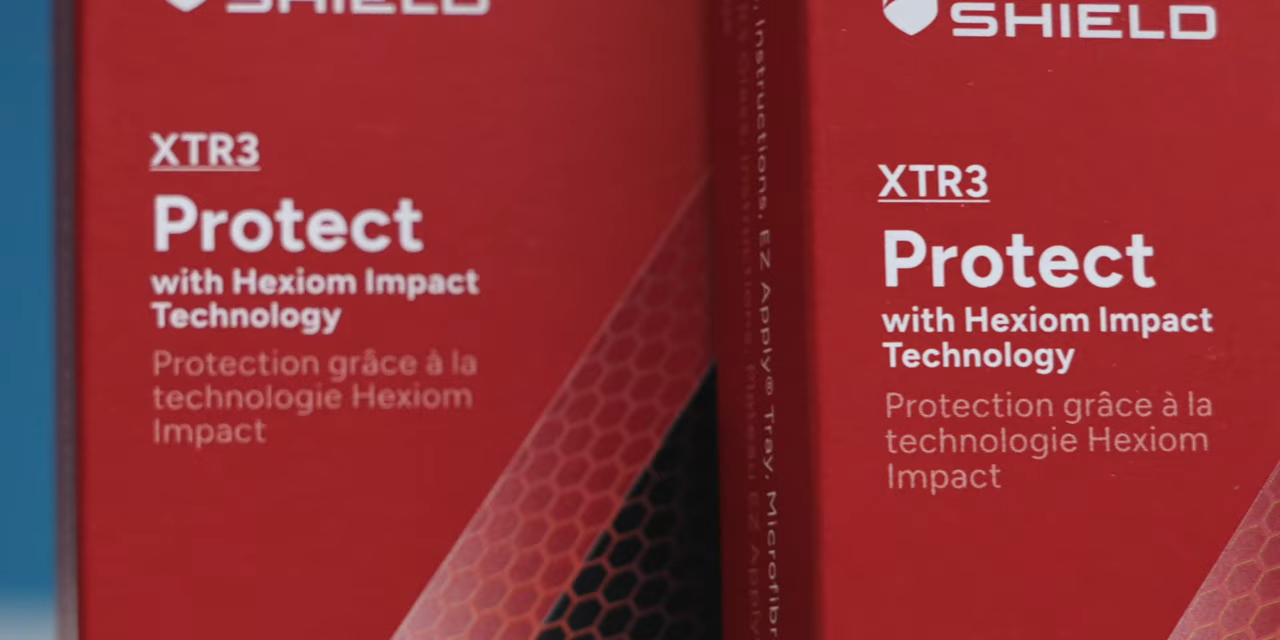 SHIELD
XTR3
Protect
with Hexiom Impact
Technology
Protection grâce à la
technologie Hexiom
Impact
Instructions, EZ Apply® Tray, Microfibr
SHIELD
XTR3
Protect
with Hexiom Impact
Technology
Protection grâce à la
technologie Hexiom
Impact